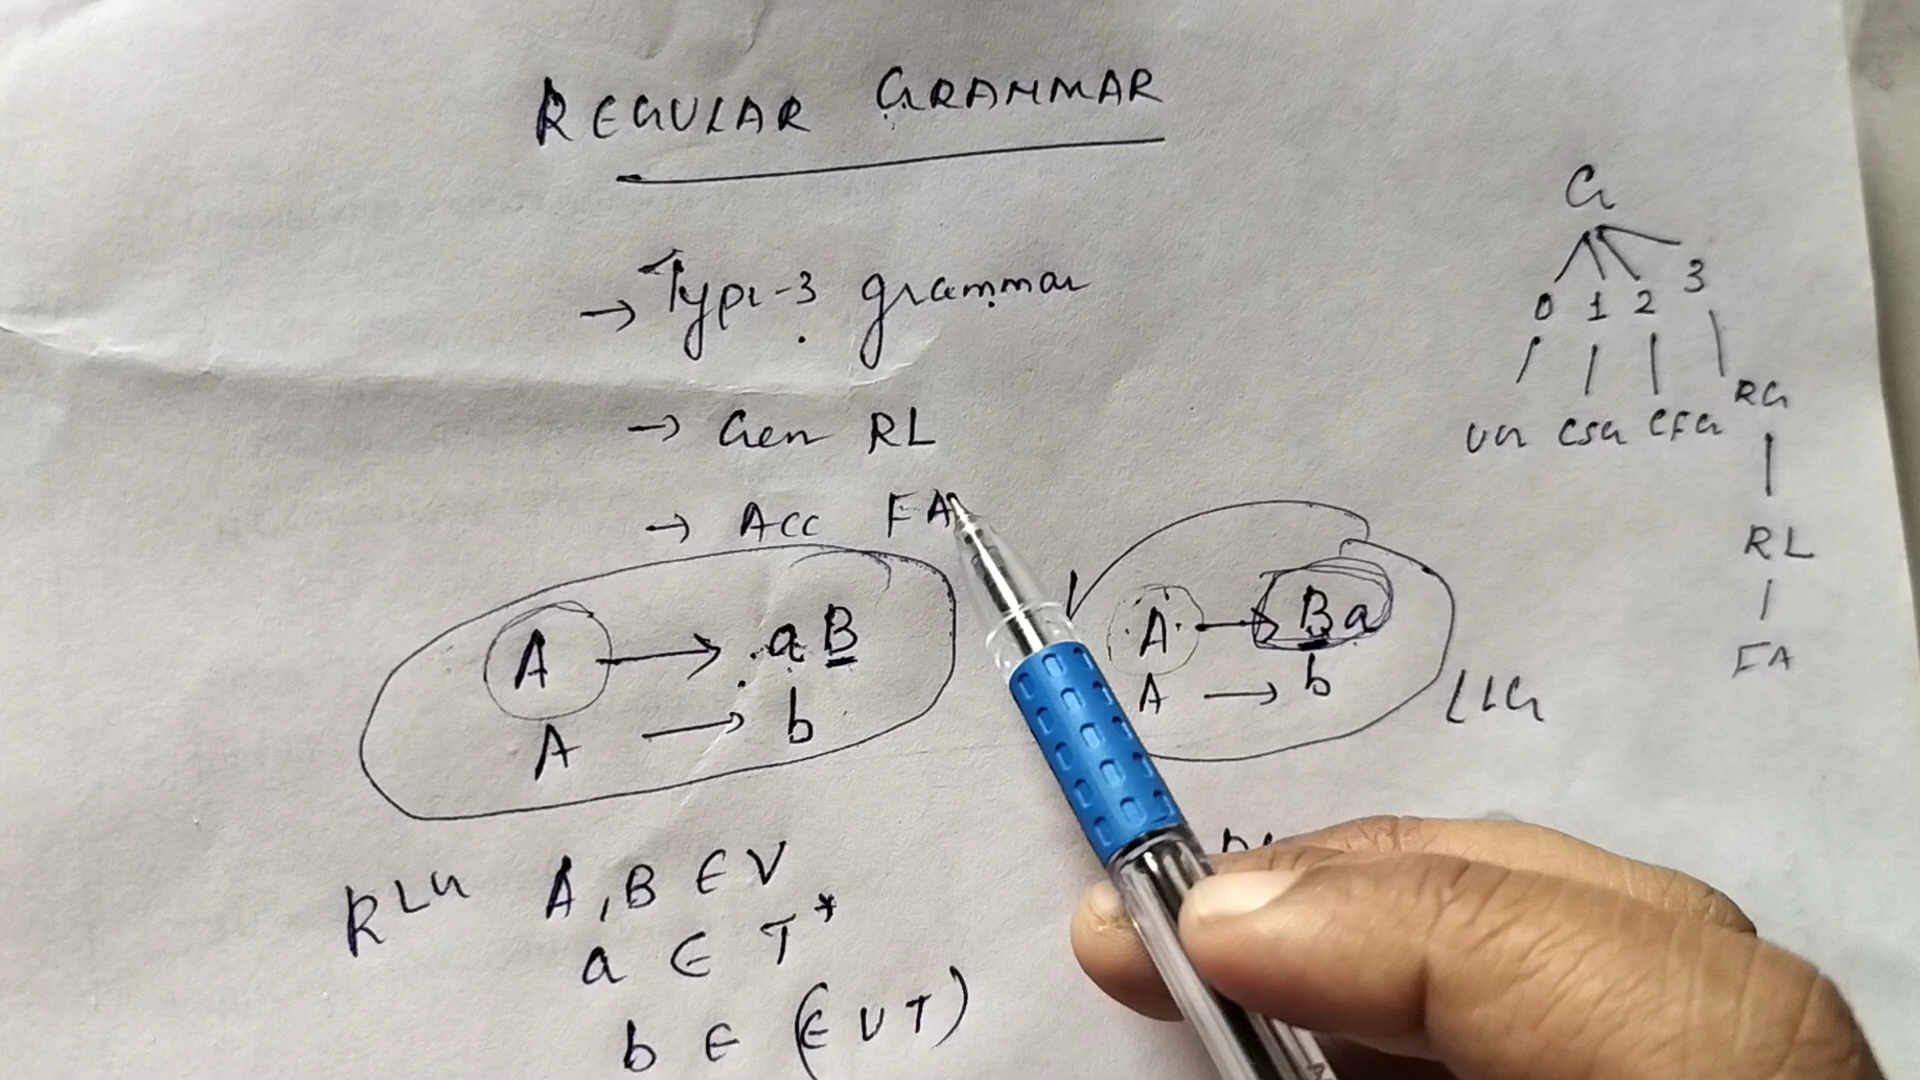 REGULAR GRAMMAR
→ Type-3 grammar
→ Gen RL
→ Acc FA
A → aB
A → b
RLG A, B ∈ V
a ∈ T*
b ∈ (∈ U T)
A → Ba
A → b
LLG
G
0 1 2 3
UG CSG CFG RG
RL
FA